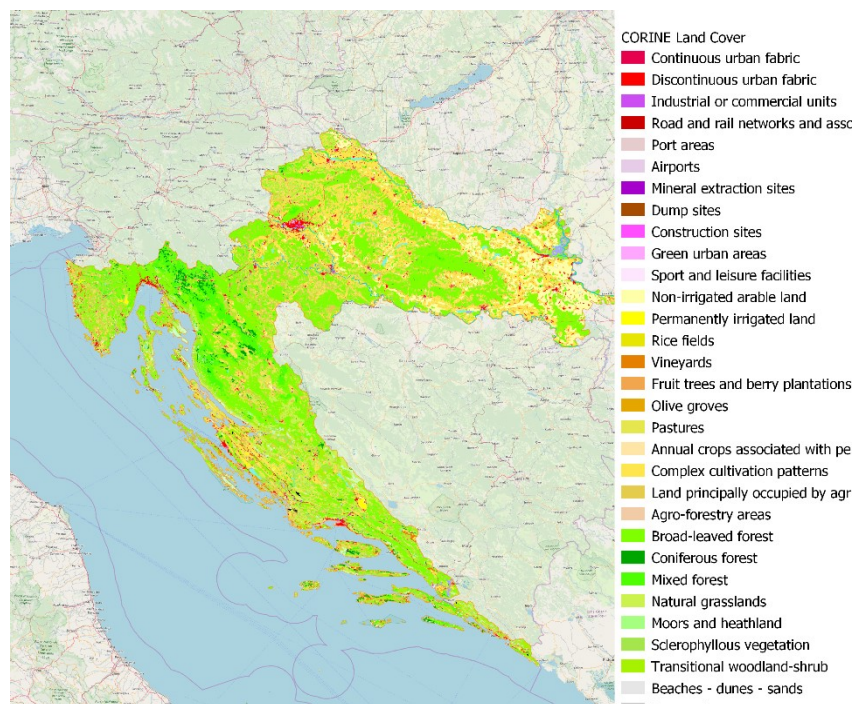 CORINE Land Cover
Continuous urban fabric
Discontinuous urban fabric
Industrial or commercial units
Road and rail networks and asso
Port areas
Airports
Mineral extraction sites
Dump sites
Construction sites
Green urban areas
Sport and leisure facilities
Non-irrigated arable land
Permanently irrigated land
Rice fields
Vineyards
Fruit trees and berry plantations
Olive groves
Pastures
Annual crops associated with pe
Complex cultivation patterns
Land principally occupied by agr
Agro-forestry areas
Broad-leaved forest
Coniferous forest
Mixed forest
Natural grasslands
Moors and heathland
Sclerophyllous vegetation
Transitional woodland-shrub
Beaches - dunes - sands